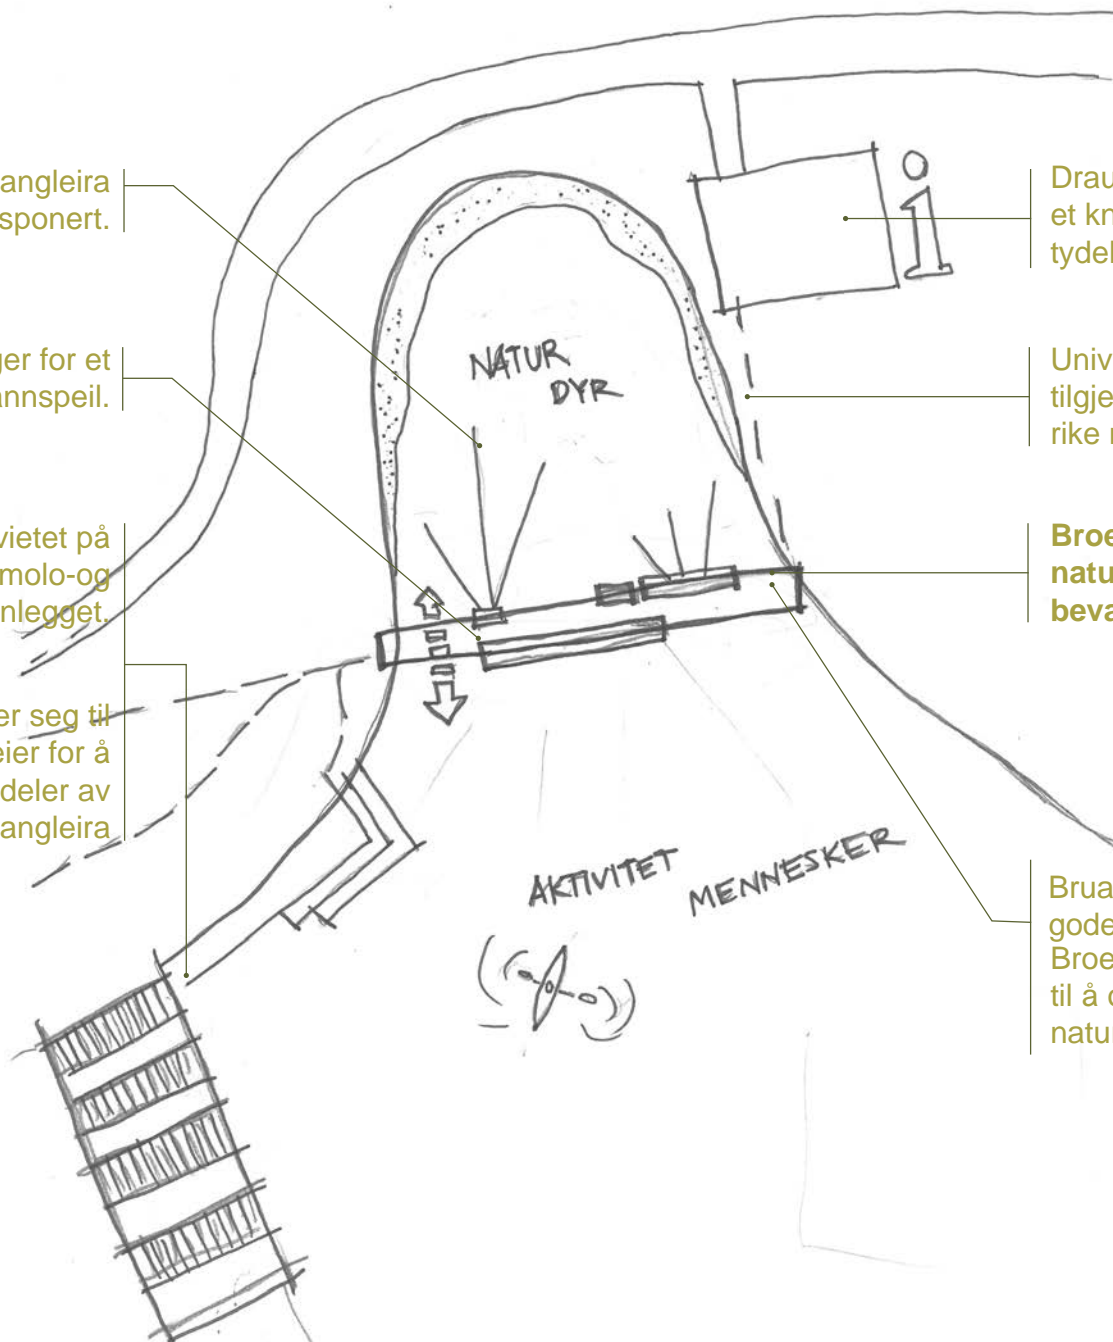 angleira
sponert.
ger for et
annspeil.
vietet på
molo-og
nlegget.
er seg til
eier for å
deler av
angleira
NATUR
DYR
AKTIVITET
MENNESKER
i
Drau
et kn
tydel
Univ
tilgje
rike r
Broe
natu
beva
Brua
gode
Broe
til å
natur